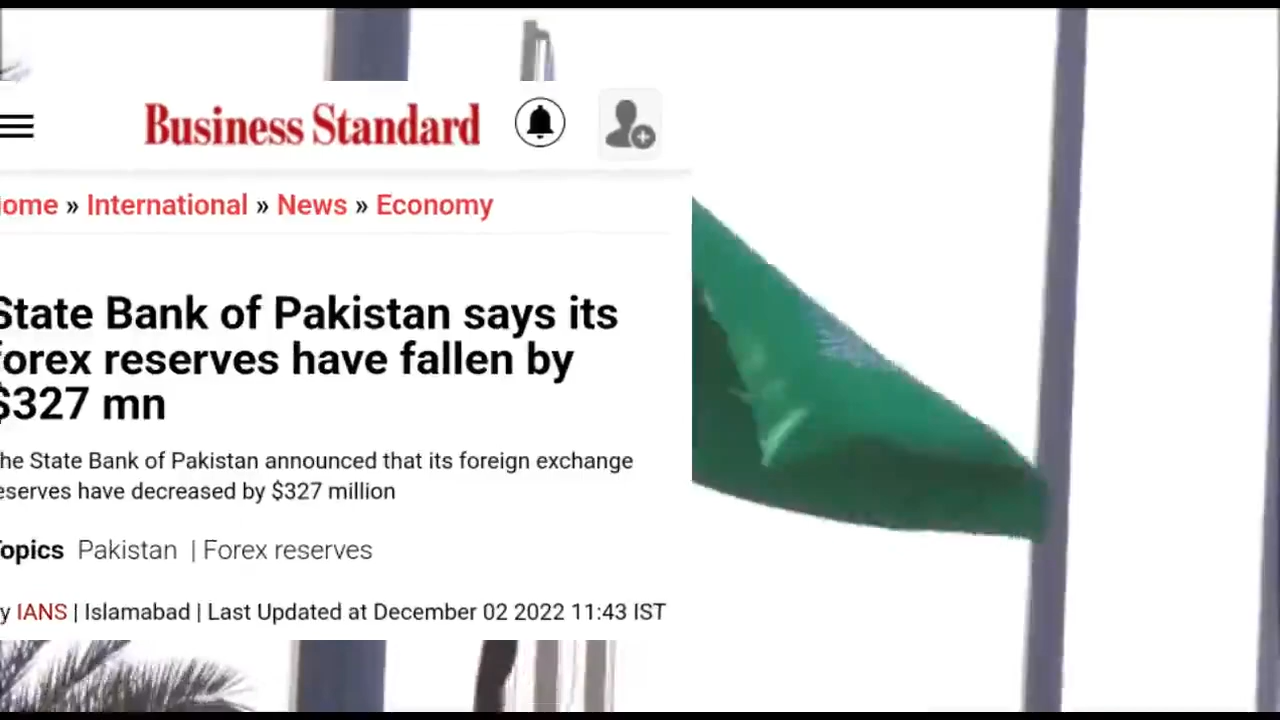 Business Standard
ome » International » News » Economy
State Bank of Pakistan says its
forex reserves have fallen by
$327 mn
he State Bank of Pakistan announced that its foreign exchange
eserves have decreased by $327 million
Topics Pakistan | Forex reserves
y IANS | Islamabad | Last Updated at December 02 2022 11:43 IST